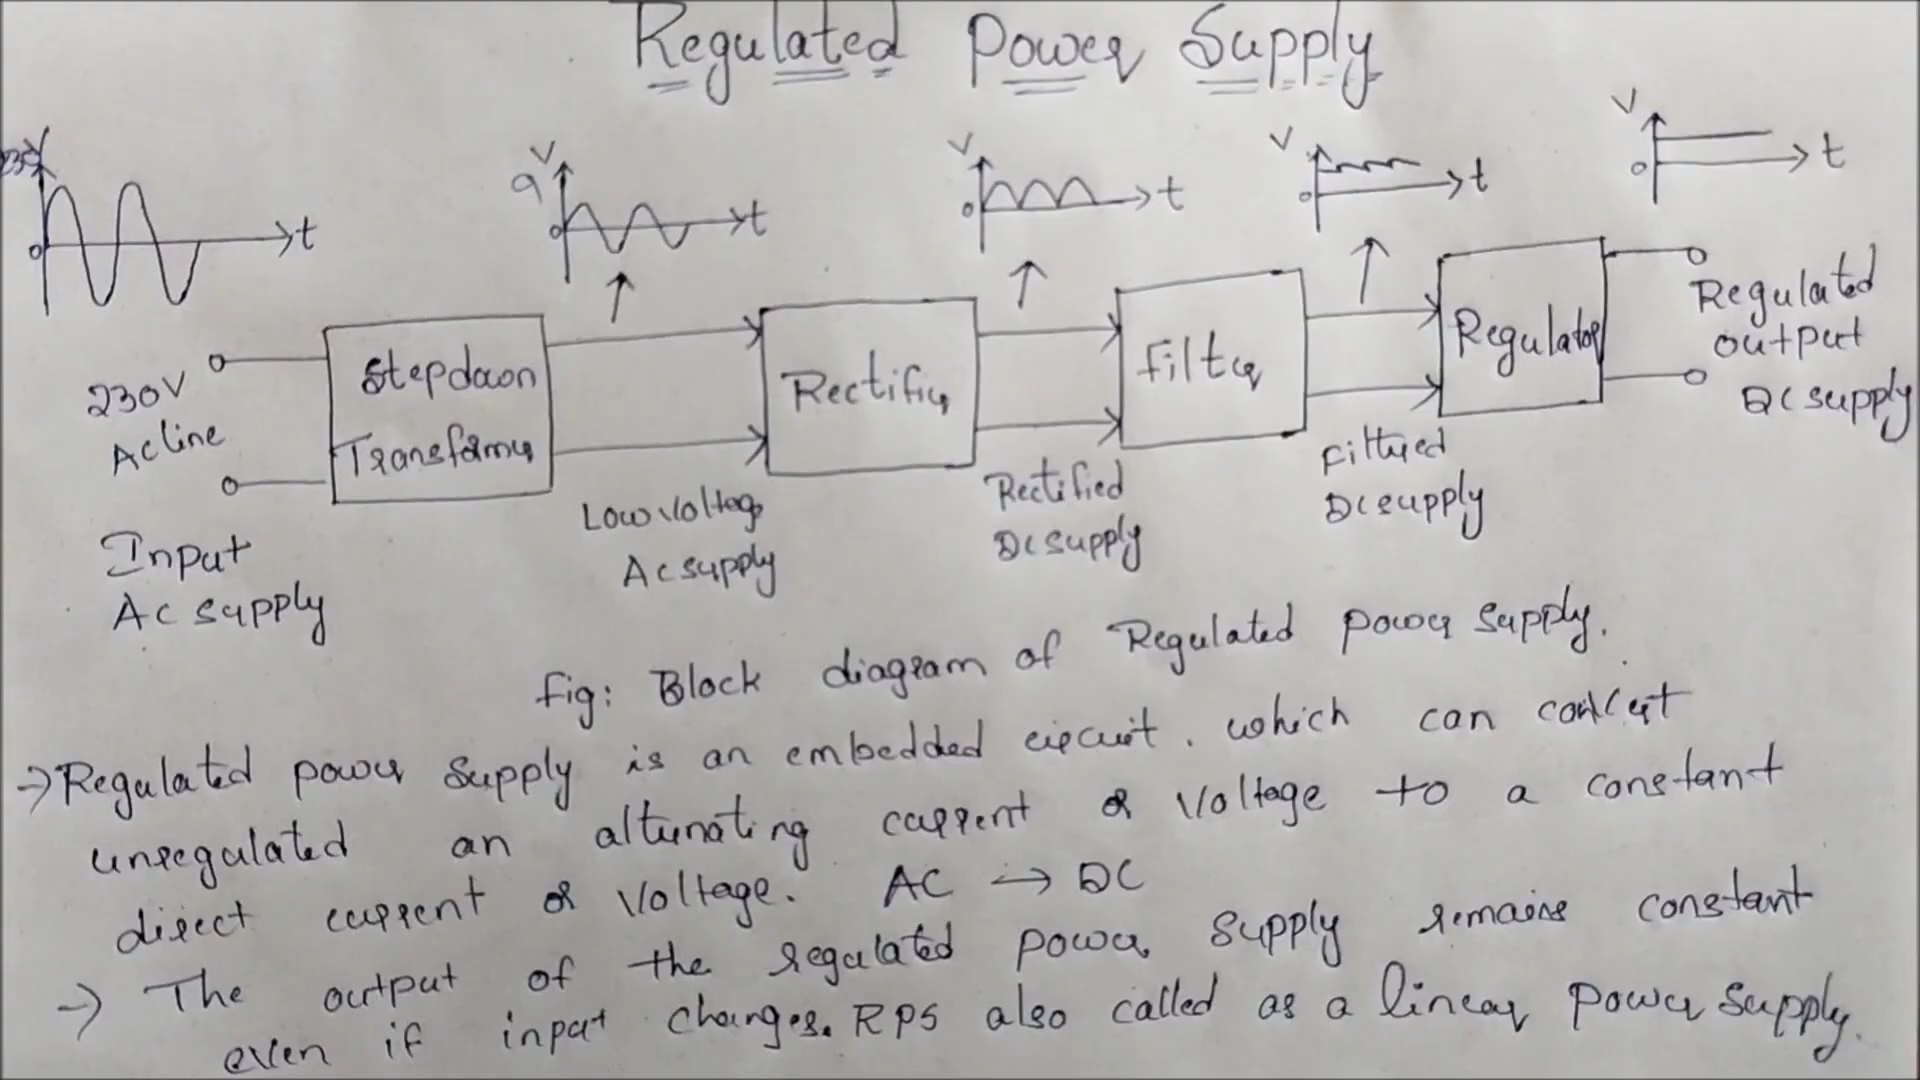 Regulated Power Supply
230V
V
9
V
V
V
0
t
0
t
0
t
0
t
0
t
Stepdown
Transformer
Rectifier
Filter
Regulator
230V
Ac line
Input
AC supply
Low voltage
Ac supply
Rectified
DC supply
Filtered
DC supply
Regulated
output
DC supply
fig: Block diagram of Regulated power supply.
→ Regulated power supply is an embedded circuit. which can convert
unregulated an alternating current or voltage to a constant
direct current or voltage. AC → DC
→ The output of the regulated power supply remains constant
even if input changes. RPS also called as a linear power supply.